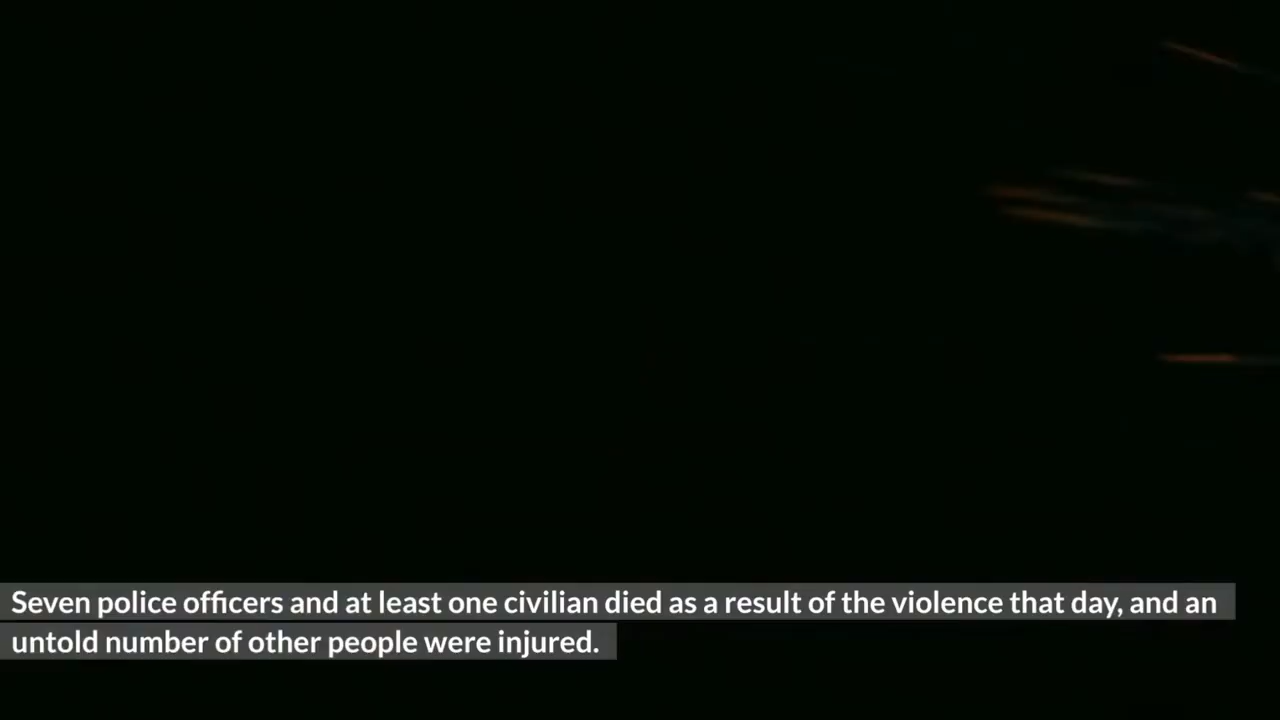 Seven police officers and at least one civilian died as a result of the violence that day, and an
untold number of other people were injured.